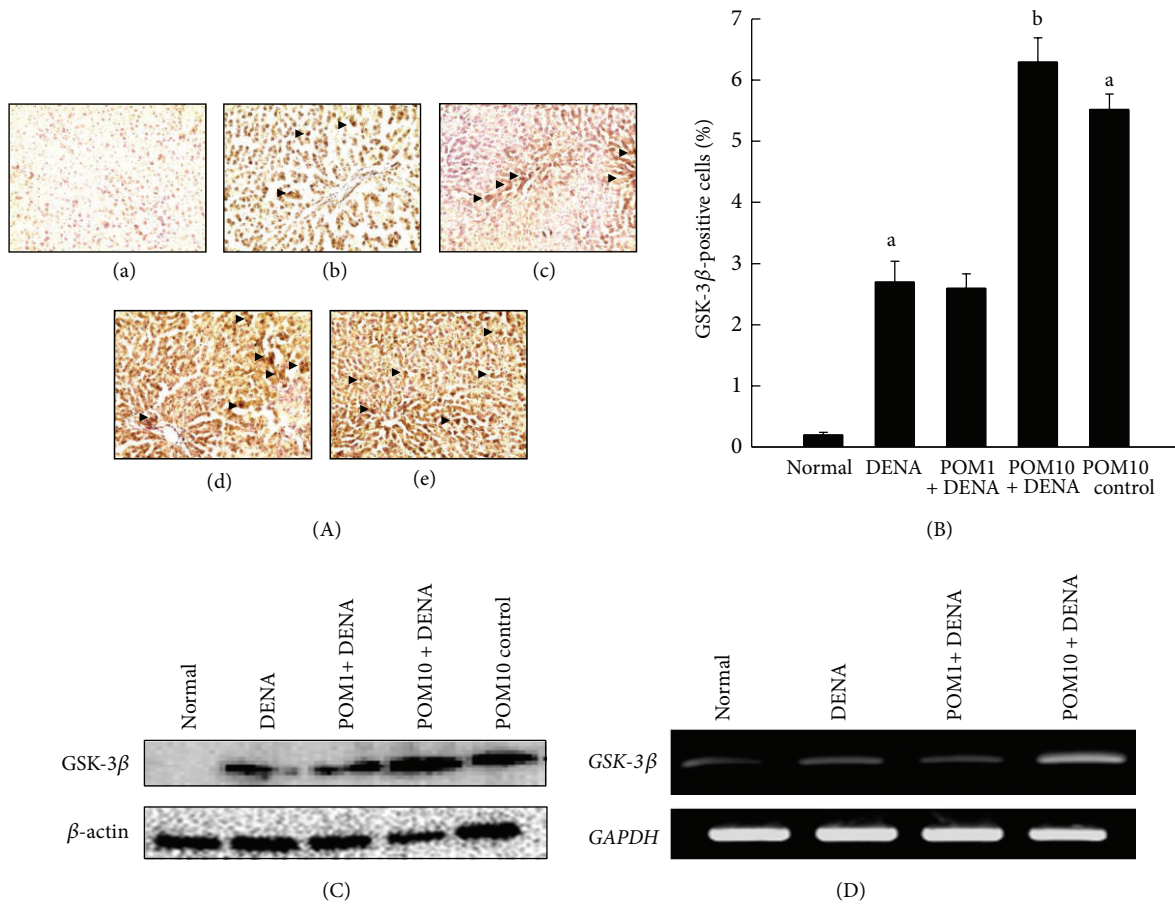 (a)
(b)
(c)
(d)
(e)
(A)
B
GSK-3β-positive cells (%)
7
6
5
4
3
2
1
0
a
b
a
Normal
DENA
POM1
+ DENA
POM10
+ DENA
POM10
control
(B)
Normal
DENA
POM1+ DENA
POM10 + DENA
POM10 control
GSK-3β
β-actin
(C)
Normal
DENA
POM1+ DENA
POM10 + DENA
GSK-3β
GAPDH
(D)